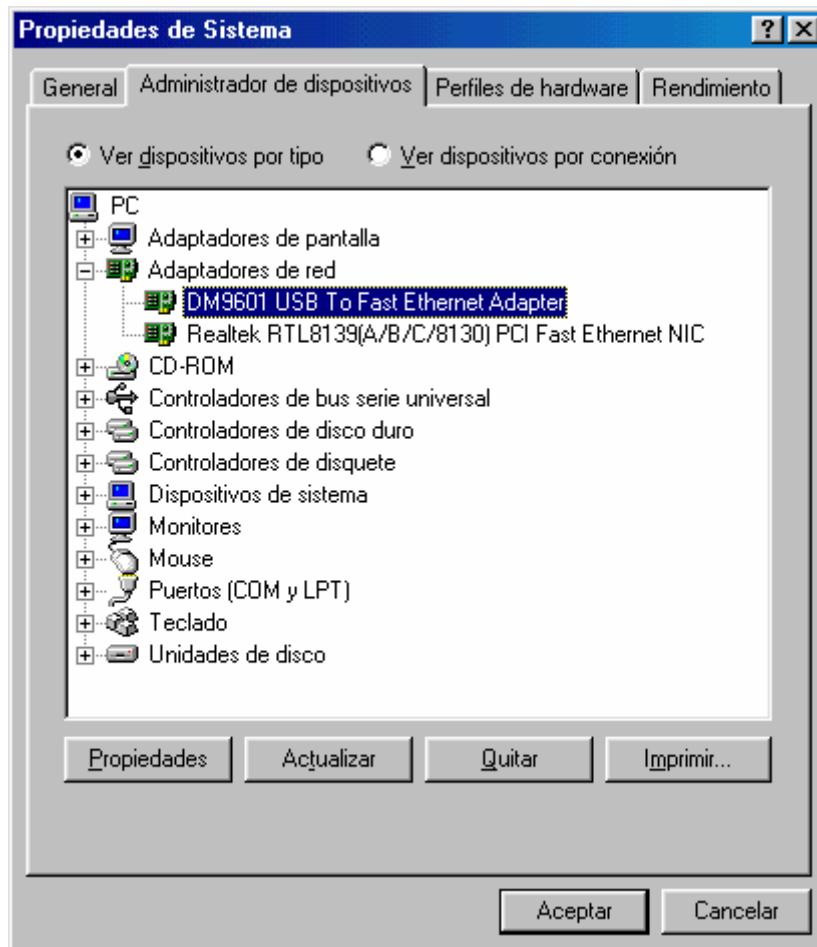 Propiedades de Sistema
General Administrador de dispositivos Perfiles de hardware Rendimiento
Ver dispositivos por tipo Ver dispositivos por conexión
PC
Adaptadores de pantalla
Adaptadores de red
DM9601 USB To Fast Ethernet Adapter
Realtek RTL8139(A/B/C/8130) PCI Fast Ethernet NIC
CD-ROM
Controladores de bus serie universal
Controladores de disco duro
Controladores de disquete
Dispositivos de sistema
Monitores
Mouse
Puertos (COM y LPT)
Teclado
Unidades de disco
Propiedades Actualizar Quitar Imprimir...
Aceptar Cancelar